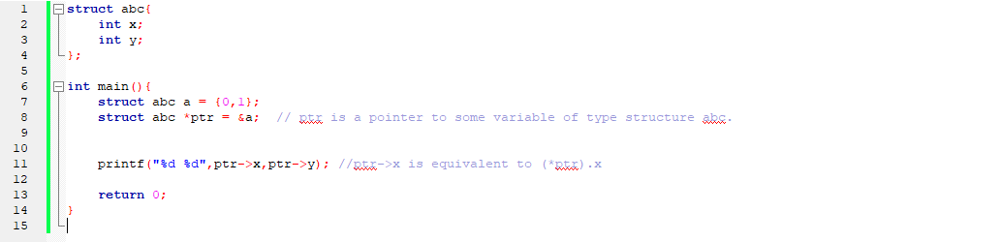 1 struct abc{
2 int x;
3 int y;
4 };
5
6 int main(){
7 struct abc a = {0,1};
8 struct abc *ptr = &a; // ptr is a pointer to some variable of type structure abc.
9
10
11 printf("%d %d",ptr->x,ptr->y); //ptr->x is equivalent to (*ptr).x
12
13 return 0;
14 }
15